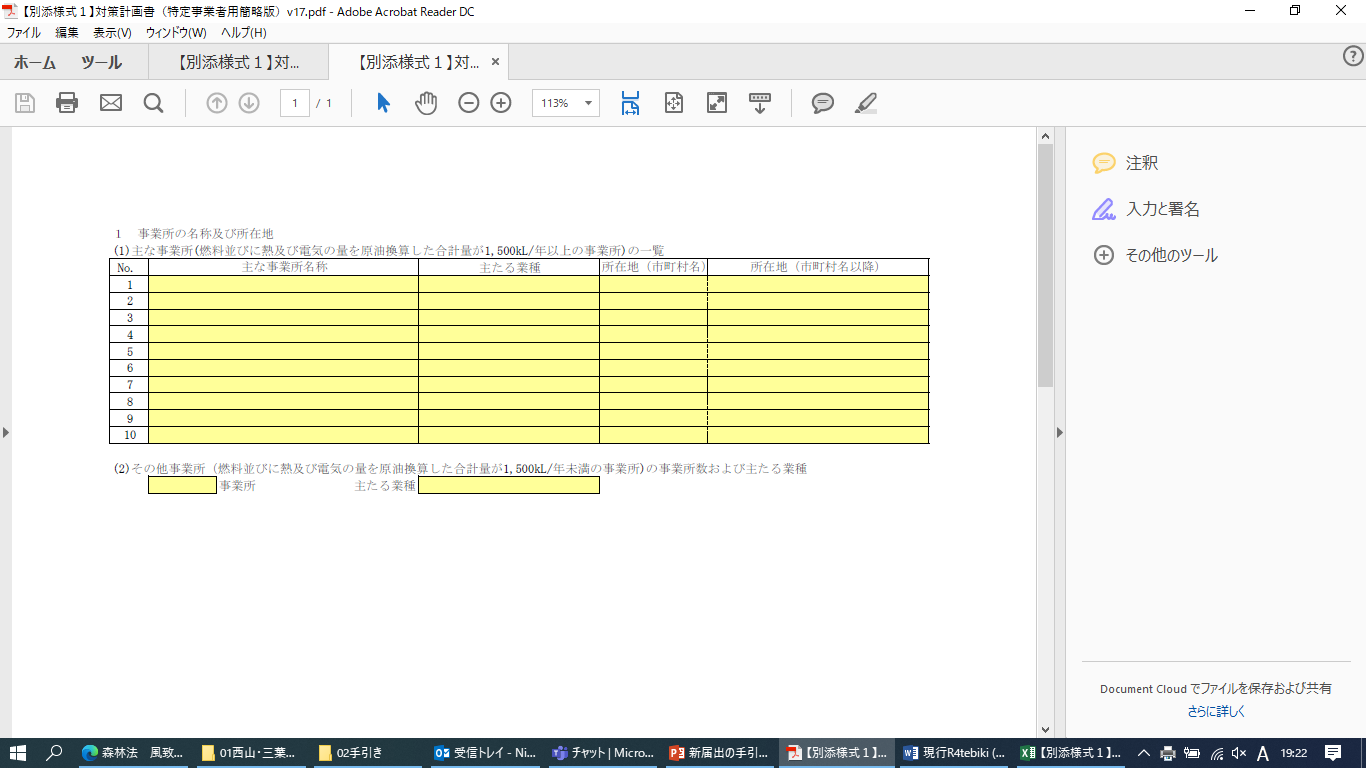 【別添様式１】対策計画書（特定事業者用簡略版）v17.pdf - Adobe Acrobat Reader DC
ファイル 編集 表示(V) ウィンドウ(W) ヘルプ(H)
ホーム ツール 【別添様式１】対... 【別添様式１】対... ×
1 / 1 113%
1 事業所の名称及び所在地
(1)主な事業所(燃料並びに熱及び電気の量を原油換算した合計量が1,500kL/年以上の事業所)の一覧
No. 主な事業所名称 主たる業種 所在地（市町村名） 所在地（市町村名以降）
1
2
3
4
5
6
7
8
9
10
(2)その他事業所（燃料並びに熱及び電気の量を原油換算した合計量が1,500kL/年未満の事業所)の事業所数および主たる業種
事業所 主たる業種
注釈
入力と署名
その他のツール
Document Cloud でファイルを保存および共有
さらに詳しく
森林法 風致... 01西山・三葉... 02手引き 受信トレイ - Ni... チャット | Micro... 新届出の手引... 【別添様式１】... 現行R4tebiki (... 【別添様式１】... A 19:22